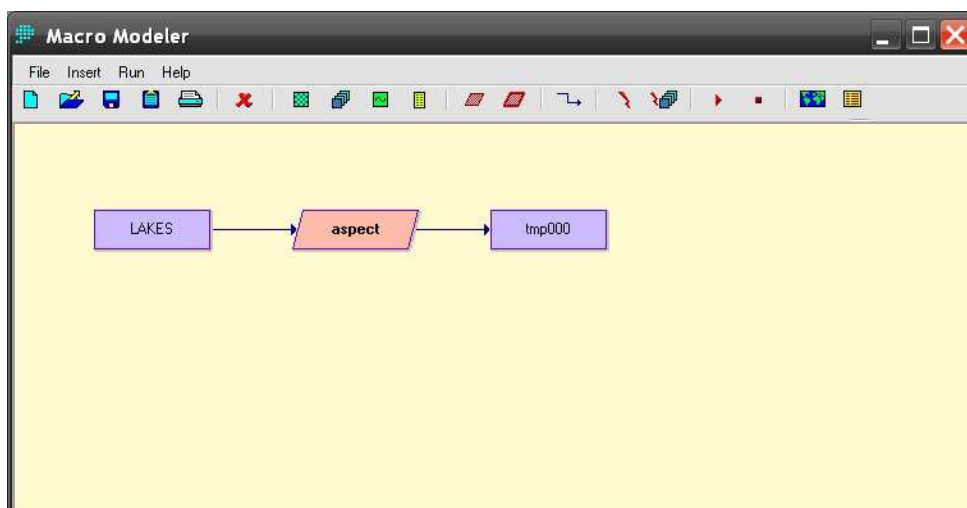 Macro Modeler
File Insert Run Help
LAKES aspect tmp000